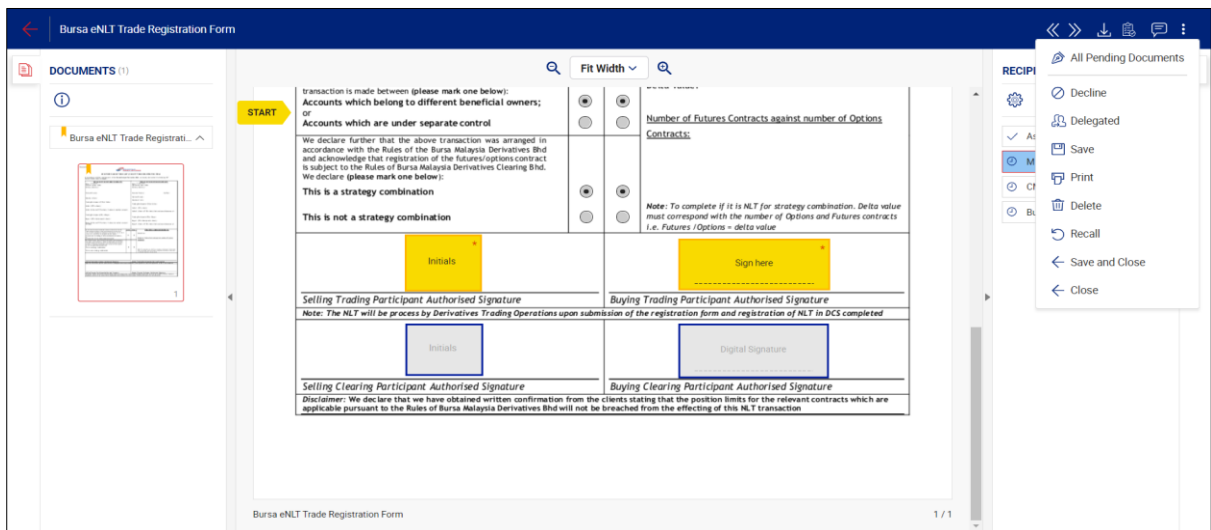 Bursa eNLT Trade Registration Form
DOCUMENTS (1)
Bursa eNLT Trade Registrati...
1
Fit Width
START
transaction is made between (please mark one below):
Accounts which belong to different beneficial owners;
or
Accounts which are under separate control
We declare further that the above transaction was arranged in
accordance with the Rules of the Bursa Malaysia Derivatives Bhd
and acknowledge that registration of the futures/options contract
is subject to the Rules of Bursa Malaysia Derivatives Clearing Bhd.
We declare (please mark one below):
This is a strategy combination
This is not a strategy combination
Number of Futures Contracts against number of Options
Contracts:
Note: To complete if it is NLT for strategy combination. Delta value
must correspond with the number of Options and Futures contracts
i.e. Futures /Options = delta value
Initials
*
Sign here
*
Selling Trading Participant Authorised Signature
Buying Trading Participant Authorised Signature
Note: The NLT will be process by Derivatives Trading Operations upon submission of the registration form and registration of NLT in DCS completed
Initials
Digital Signature
Selling Clearing Participant Authorised Signature
Buying Clearing Participant Authorised Signature
Disclaimer: We declare that we have obtained written confirmation from the clients stating that the position limits for the relevant contracts which are
applicable pursuant to the Rules of Bursa Malaysia Derivatives Bhd will not be breached from the effecting of this NLT transaction
Bursa eNLT Trade Registration Form
1 / 1
RECIPI
As
M
Cl
Bu
All Pending Documents
Decline
Delegated
Save
Print
Delete
Recall
Save and Close
Close